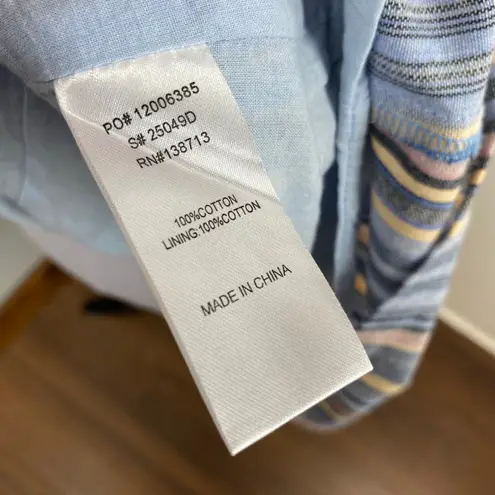 PO# 12006385
S# 25049D
RN#138713
100%COTTON
LINING:100%COTTON
MADE IN CHINA